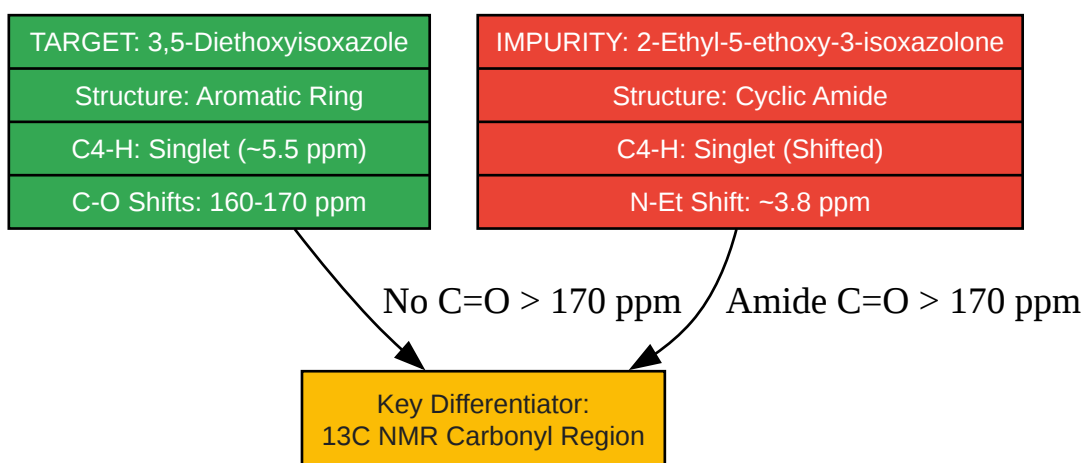 TARGET: 3,5-Diethoxyisoxazole
Structure: Aromatic Ring
C4-H: Singlet (~5.5 ppm)
C-O Shifts: 160-170 ppm
IMPURITY: 2-Ethyl-5-ethoxy-3-isoxazolone
Structure: Cyclic Amide
C4-H: Singlet (Shifted)
N-Et Shift: ~3.8 ppm
No C=O > 170 ppm
Amide C=O > 170 ppm
Key Differentiator:
13C NMR Carbonyl Region